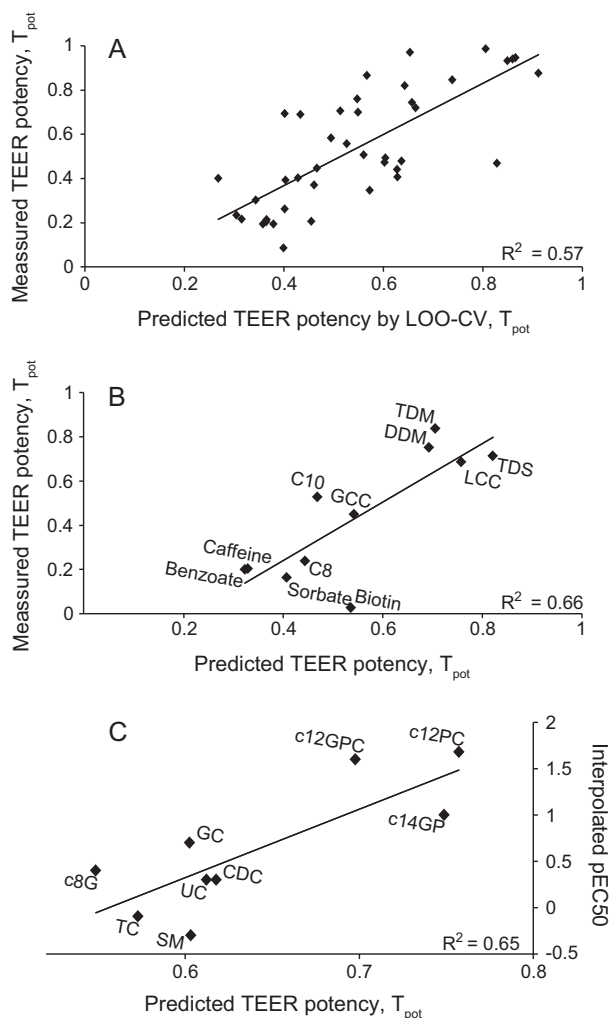 A
Meassured TEER potency, Tpot
1
0.8
0.6
0.4
0.2
0
0 0.2 0.4 0.6 0.8 1
R² = 0.57
Predicted TEER potency by LOO-CV, Tpot
B
Meassured TEER potency, Tpot
1
0.8
0.6
0.4
0.2
0
TDM
DDM
TDS
LCC
C10
GCC
Caffeine
C8
Benzoate
Sorbate
Biotin
R² = 0.66
0.2 0.4 0.6 0.8 1
Predicted TEER potency, Tpot
C
Interpolated pEC50
2
1.5
1
0.5
0
-0.5
c12GPC
c12PC
c14GP
GC
c8G
CDC
UC
TC
SM
R² = 0.65
0.6 0.7 0.8
Predicted TEER potency, Tpot